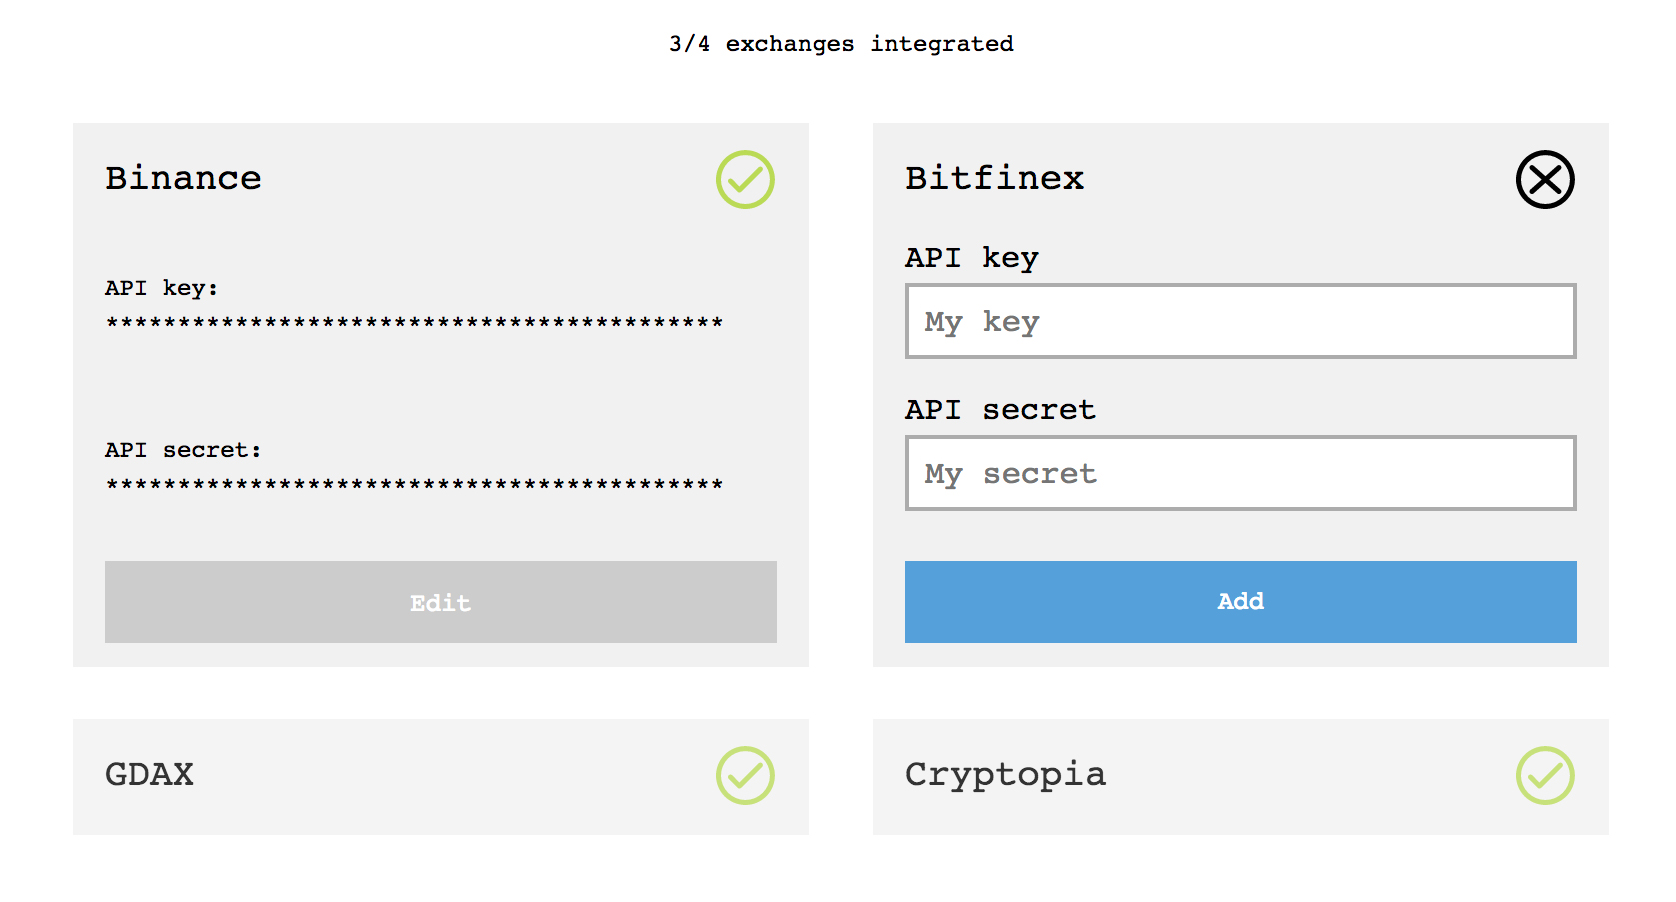 3/4 exchanges integrated
Binance
API key:
*******************************************
API secret:
*******************************************
Edit
Bitfinex
API key
My key
API secret
My secret
Add
GDAX
Cryptopia